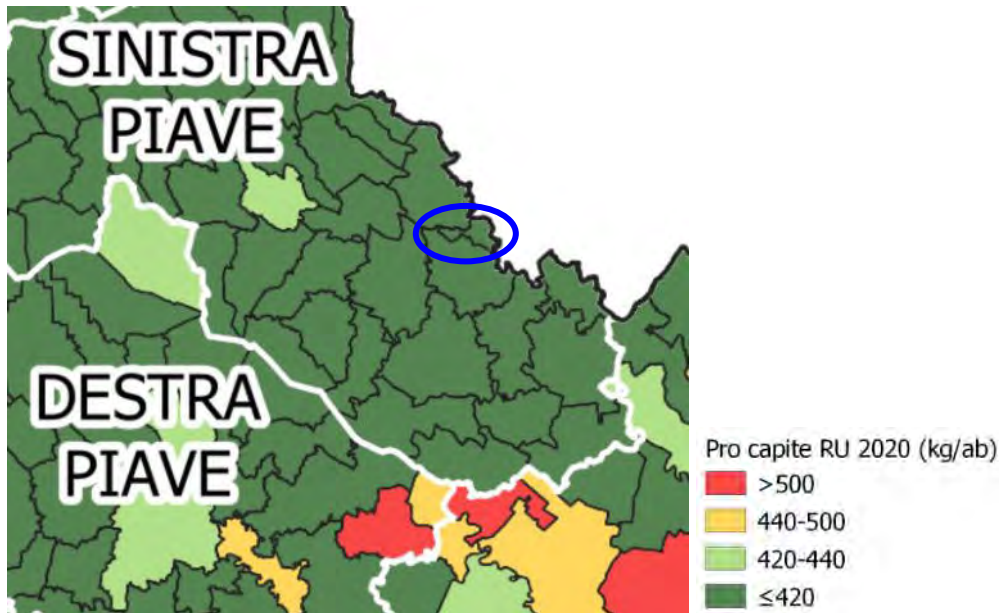 SINISTRA
PIAVE
DESTRA
PIAVE
Pro capite RU 2020 (kg/ab)
>500
440-500
420-440
≤420